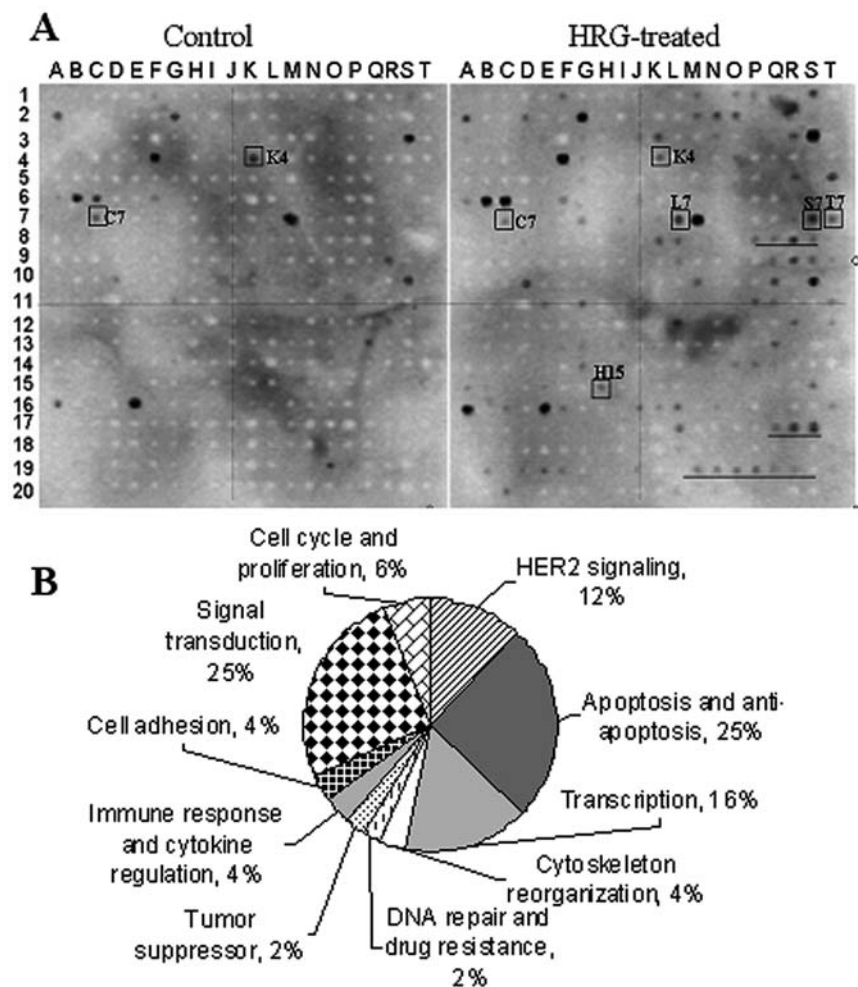 A
Control
HRG-treated
A B C D E F G H I J K L M N O P Q R S T
A B C D E F G H I J K L M N O P Q R S T
1
2
3
4
5
6
7
8
9
10
11
12
13
14
15
16
17
18
19
20
K4
C7
K4
L7
S7
T7
C7
H15
B
Cell cycle and
proliferation, 6%
HER2 signaling,
12%
Signal
transduction,
25%
Apoptosis and anti-
apoptosis, 25%
Cell adhesion, 4%
Transcription, 16%
Immune response
and cytokine
regulation, 4%
Cytoskeleton
reorganization, 4%
Tumor
suppressor, 2%
DNA repair and
drug resistance,
2%